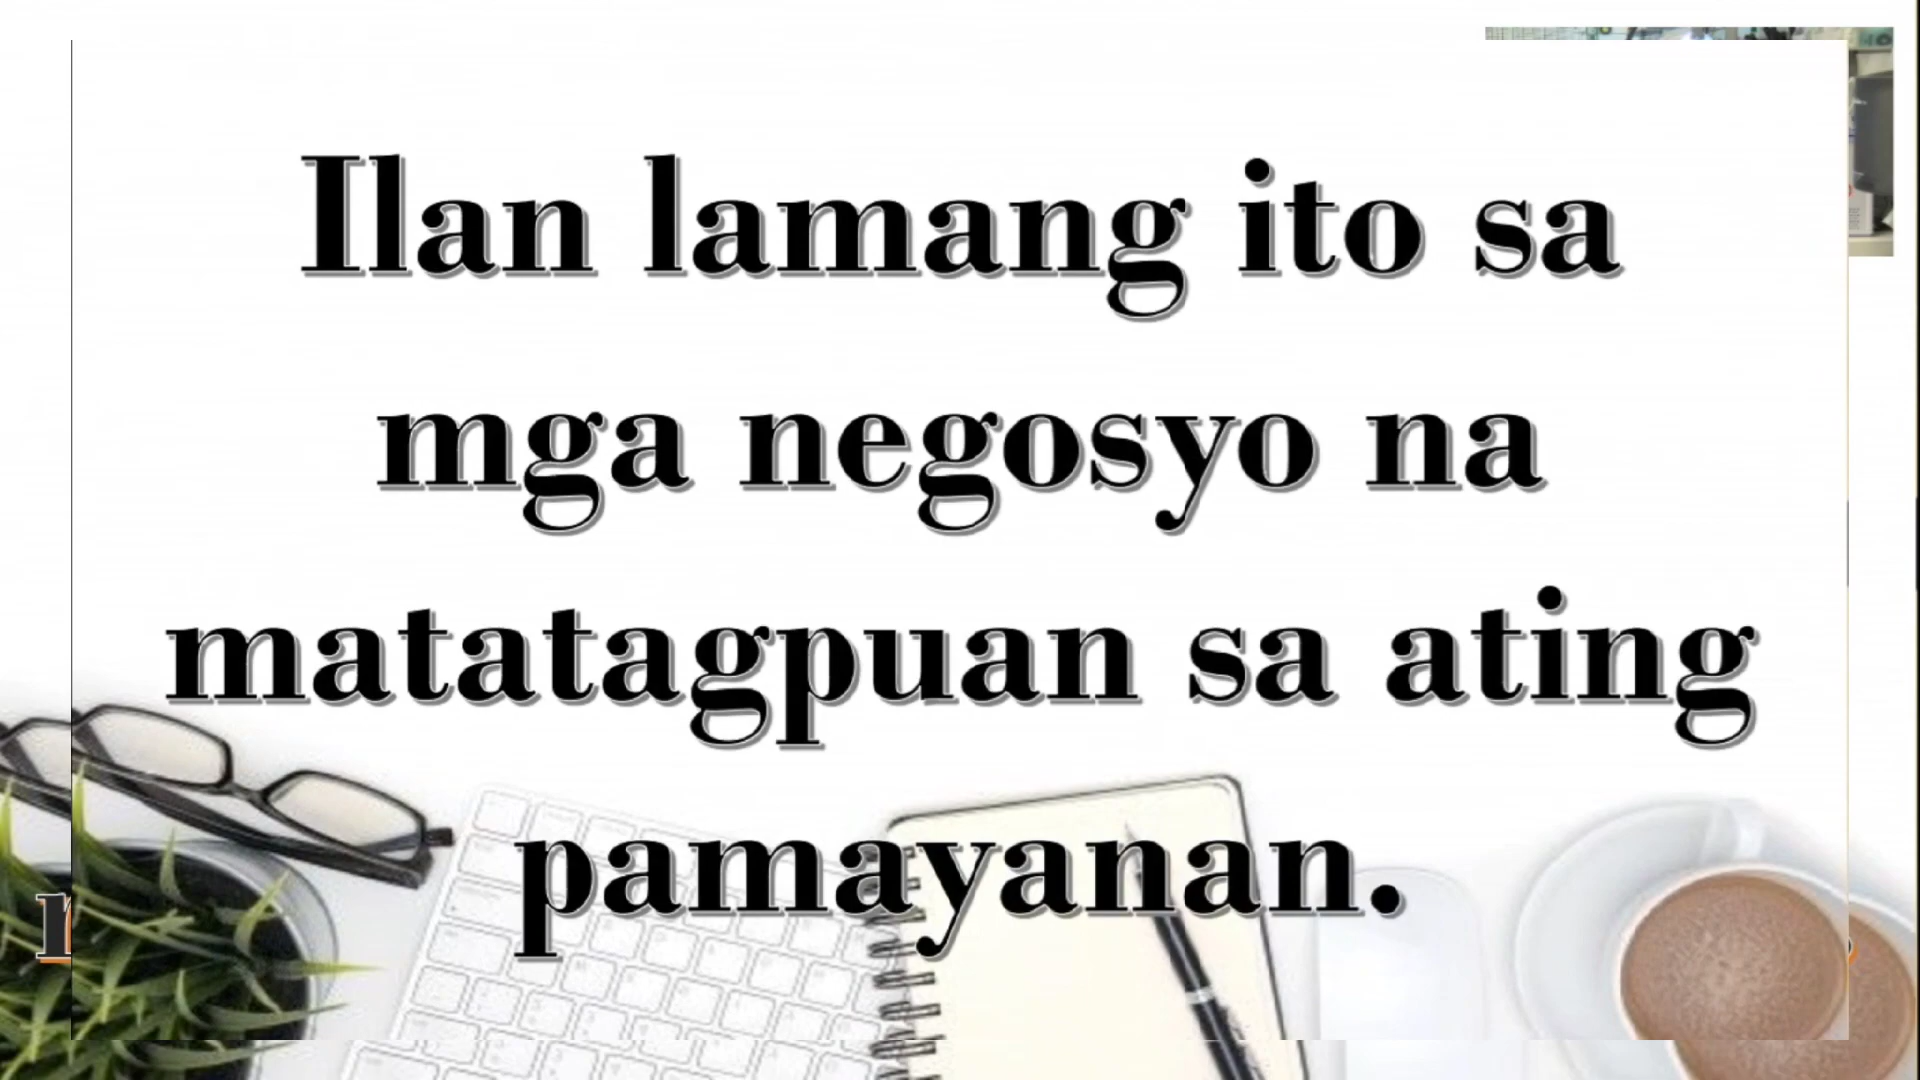 Ilan lamang ito sa
mga negosyo na
matatagpuan sa ating
pamayanan.